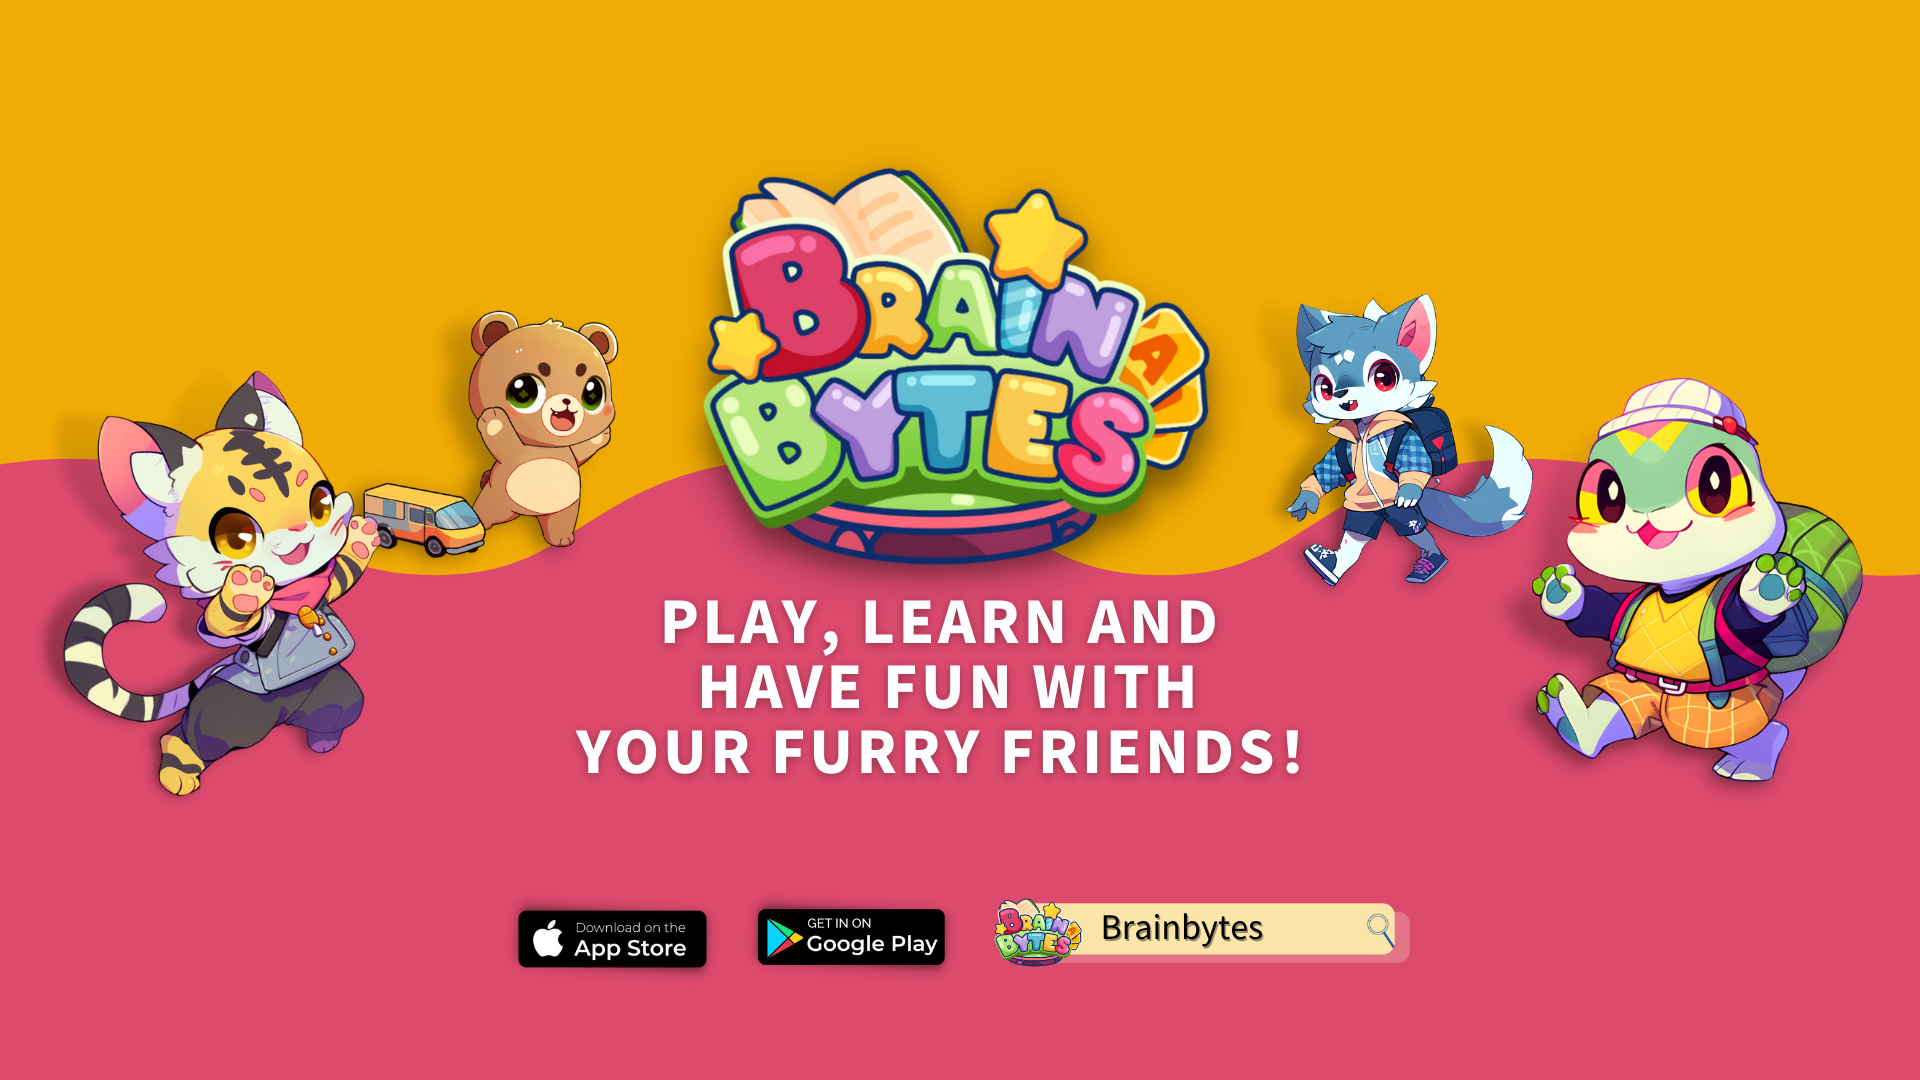 BRAIN
A
BYTES
PLAY, LEARN AND
HAVE FUN WITH
YOUR FURRY FRIENDS!
Download on the
App Store
GET IN ON
Google Play
BRAIN
BYTES
Brainbytes